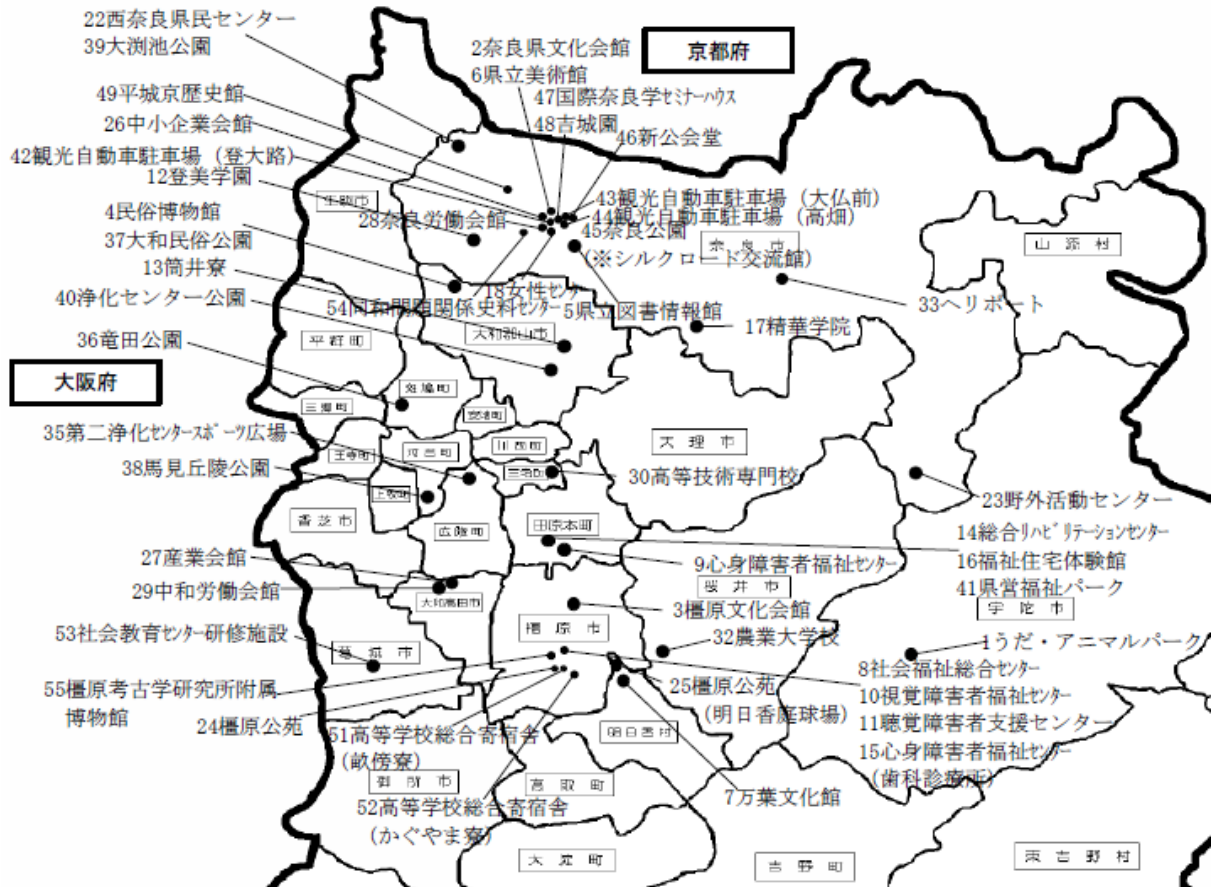 22西奈良県民センター
39大渕池公園
2奈良県文化会館
6県立美術館
京都府
47国際奈良学セミナーハウス
49平城京歴史館
48吉城園
26中小企業会館
46新公会堂
42観光自動車駐車場（登大路）
12登美学園
43観光自動車駐車場（大仏前）
4民俗博物館
28奈良労働会館
44観光自動車駐車場（高畑）
45奈良公園
奈良市
山添村
37大和民俗公園
(※シルクロード交流館)
13筒井寮
18女性センター
33ヘリポート
40浄化センター公園
54同和問題関係史料センター
5県立図書情報館
17精華学院
大和郡山市
36竜田公園
平群町
大阪府
斑鳩町
三郷町
安堵町
35第二浄化センタースポーツ広場
川西町
天理市
王寺町
河合町
38馬見丘陵公園
三宅町
30高等技術専門校
上牧町
23野外活動センター
香芝市
広陵町
田原本町
14総合リハビリテーションセンター
27産業会館
9心身障害者福祉センター
16福祉住宅体験館
29中和労働会館
桜井市
41県営福祉パーク
大和高田市
3橿原文化会館
宇陀市
53社会教育センター研修施設
橿原市
32農業大学校
1うだ・アニマルパーク
葛城市
8社会福祉総合センター
55橿原考古学研究所附属
博物館
25橿原公苑
(明日香庭球場)
10視覚障害者福祉センター
24橿原公苑
11聴覚障害者支援センター
51高等学校総合寄宿舎
(畝傍寮)
明日香村
15心身障害者福祉センター
(歯科診療所)
御所市
高取町
52高等学校総合寄宿舎
(かぐやま寮)
7万葉文化館
大淀町
吉野町
東吉野村